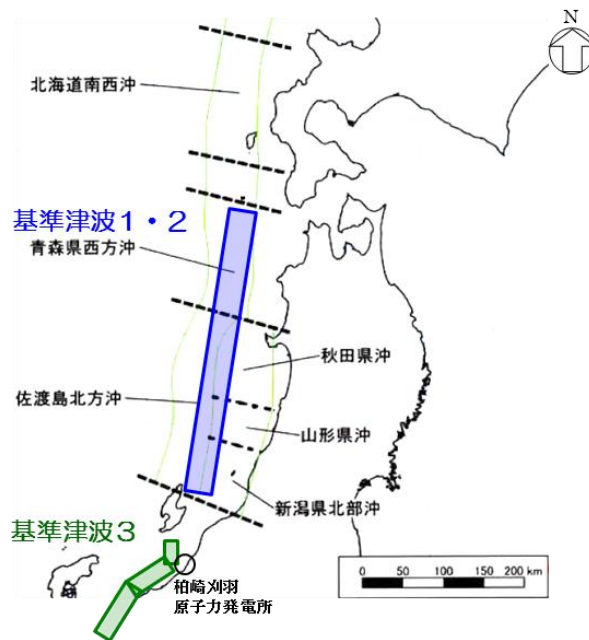 N
北海道南西沖
基準津波１・２
青森県西方沖
秋田県沖
佐渡島北方沖
山形県沖
新潟県北部沖
基準津波３
柏崎刈羽
原子力発電所
0 50 100 150 200 km